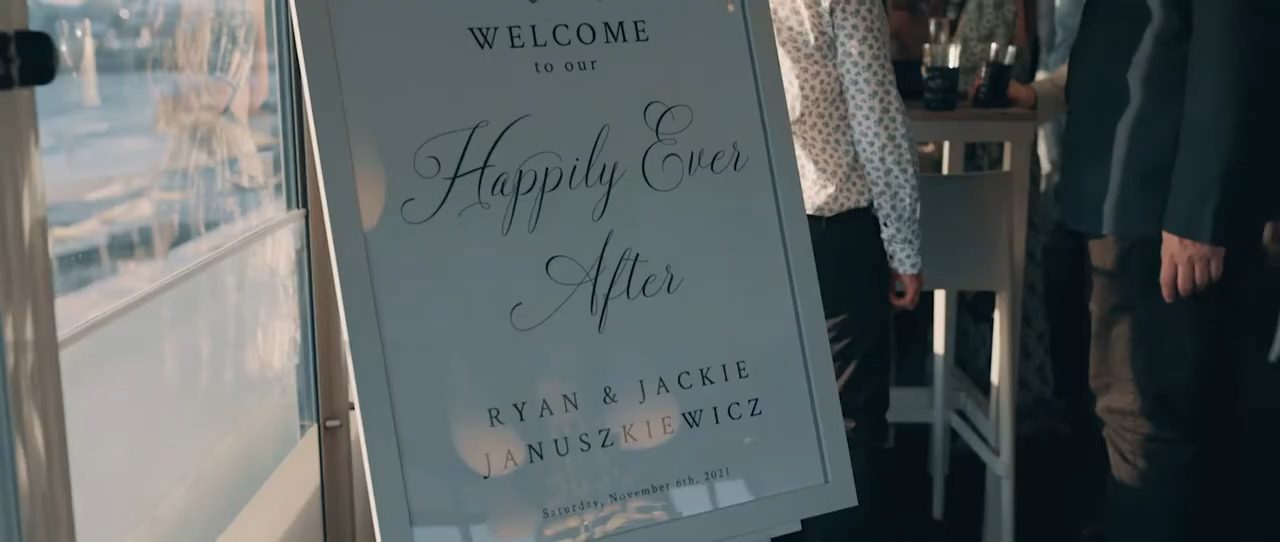 WELCOME
to our
Happily Ever
After
RYAN & JACKIE
JANUSZKIEWICZ
Saturday, November 6th, 2021